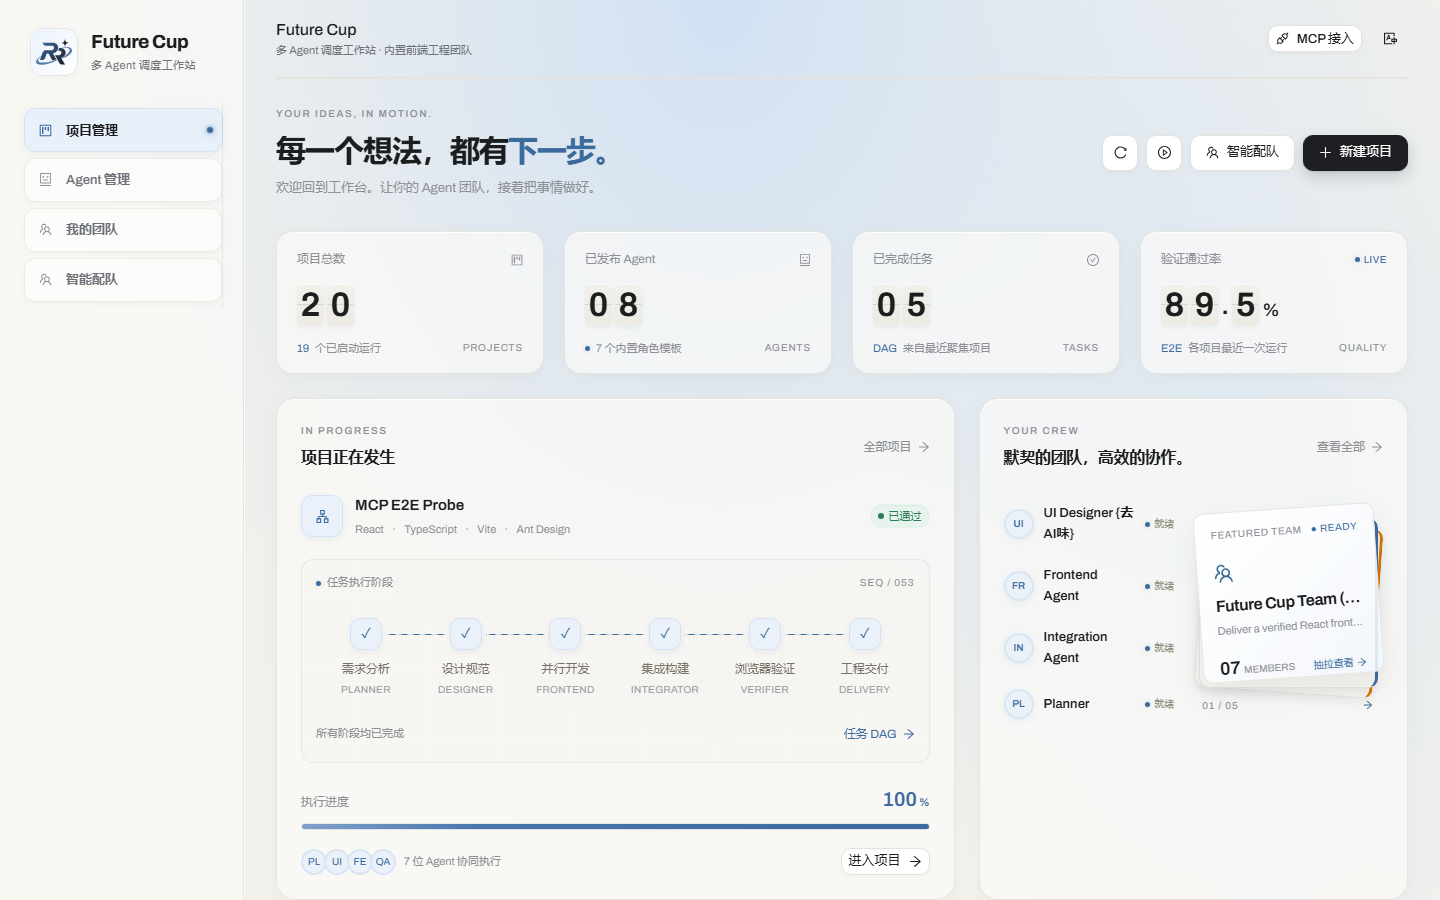 Future Cup
多 Agent 调度工作站
项目管理
Agent 管理
我的团队
智能配队
Future Cup
多 Agent 调度工作站 · 内置前端工程团队
MCP 接入
YOUR IDEAS, IN MOTION.
每一个想法，都有下一步。
欢迎回到工作台。让你的 Agent 团队，接着把事情做好。
智能配队
新建项目
项目总数
20
19 个已启动运行
PROJECTS
已发布 Agent
08
7 个内置角色模板
AGENTS
已完成任务
05
DAG 来自最近聚焦项目
TASKS
验证通过率
LIVE
89.5 %
E2E 各项目最近一次运行
QUALITY
IN PROGRESS
项目正在发生
全部项目
MCP E2E Probe
React · TypeScript · Vite · Ant Design
已通过
任务执行阶段
SEQ / 053
需求分析
PLANNER
设计规范
DESIGNER
并行开发
FRONTEND
集成构建
INTEGRATOR
浏览器验证
VERIFIER
工程交付
DELIVERY
所有阶段均已完成
任务 DAG
执行进度
100 %
PL UI FE QA
7 位 Agent 协同执行
进入项目
YOUR CREW
默契的团队，高效的协作。
查看全部
UI
UI Designer {去
AI味}
就绪
FR
Frontend
Agent
就绪
IN
Integration
Agent
就绪
PL
Planner
就绪
FEATURED TEAM
READY
Future Cup Team (...
Deliver a verified React front...
07 MEMBERS
抽拉查看
01 / 05